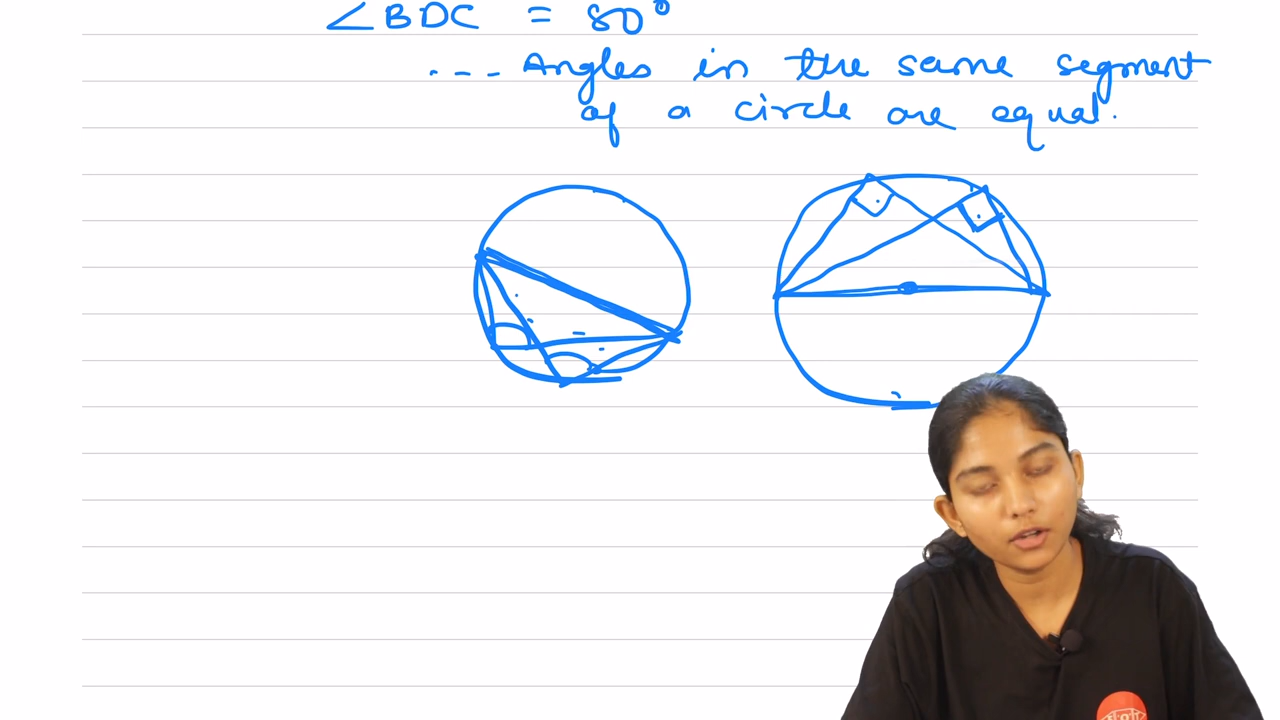 ∠BDC = 80°
--- Angles in the same segment
of a circle are equal.